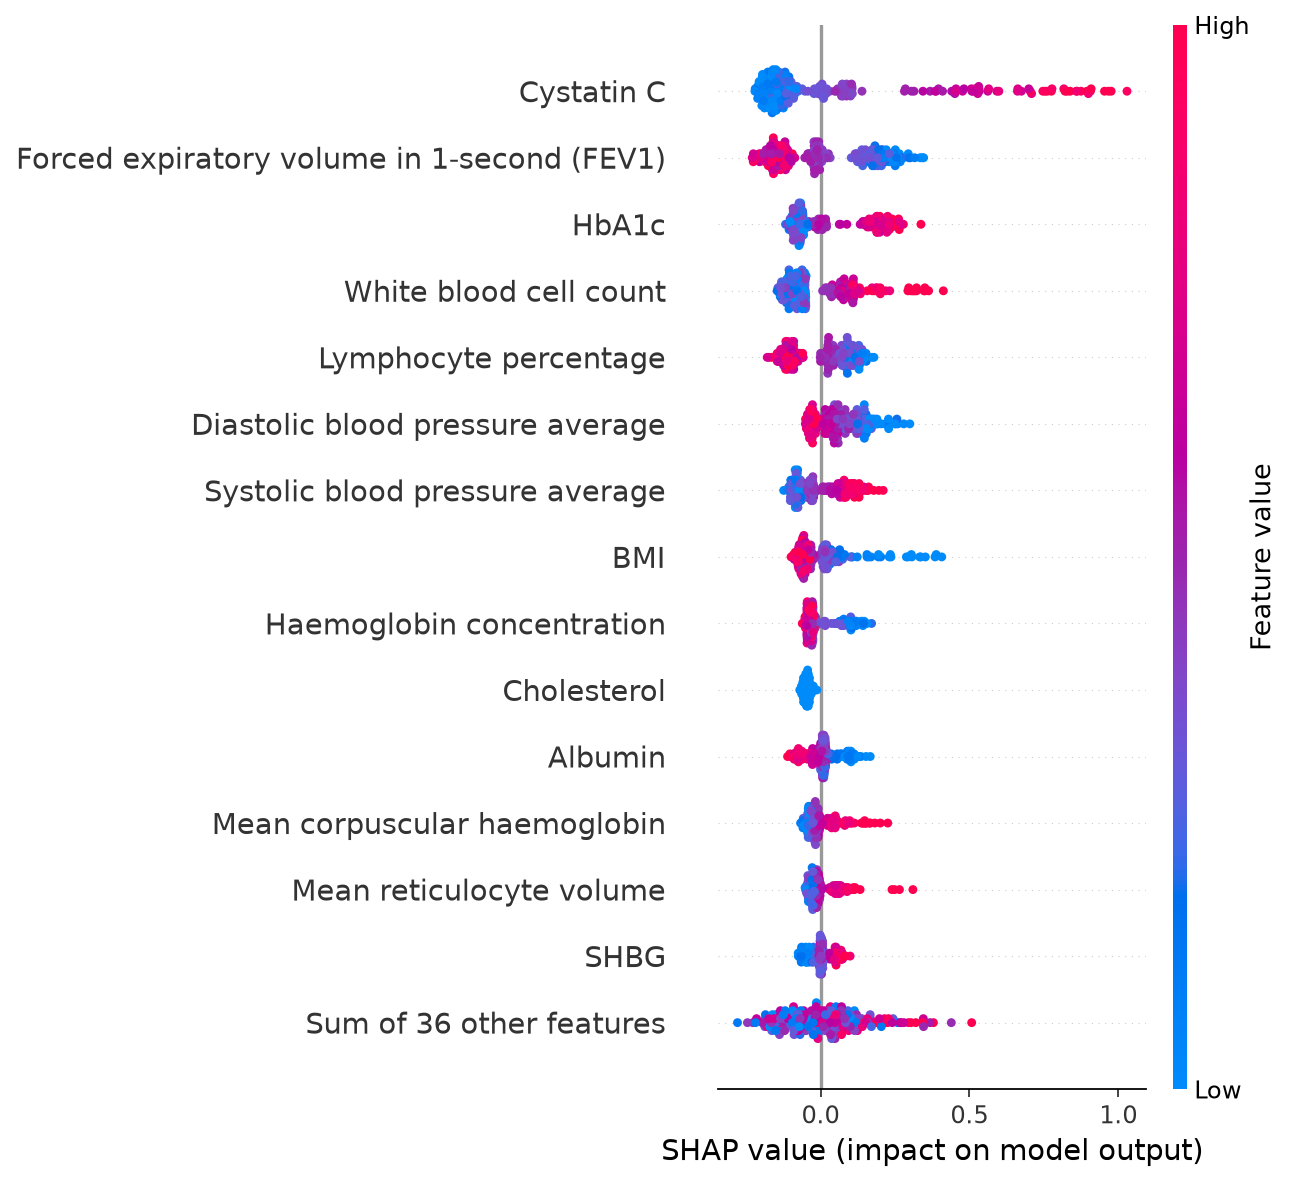 High
Cystatin C
Forced expiratory volume in 1-second (FEV1)
HbA1c
White blood cell count
Lymphocyte percentage
Diastolic blood pressure average
Systolic blood pressure average
BMI
Haemoglobin concentration
Cholesterol
Albumin
Mean corpuscular haemoglobin
Mean reticulocyte volume
SHBG
Sum of 36 other features
Feature value
Low
0.0 0.5 1.0
SHAP value (impact on model output)